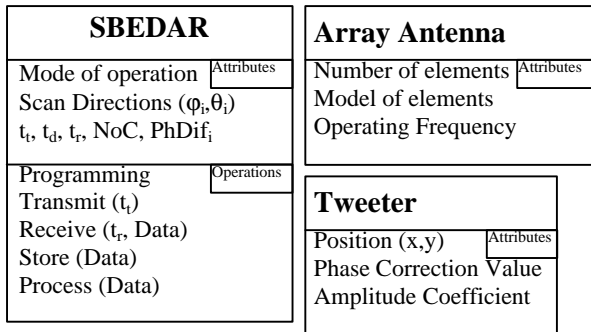 SBEDAR
Mode of operation Attributes
Scan Directions (φi,θi)
tt, td, tr, NoC, PhDifi
Programming Operations
Transmit (tt)
Receive (tr, Data)
Store (Data)
Process (Data)
Array Antenna
Number of elements Attributes
Model of elements
Operating Frequency
Tweeter
Position (x,y) Attributes
Phase Correction Value
Amplitude Coefficient